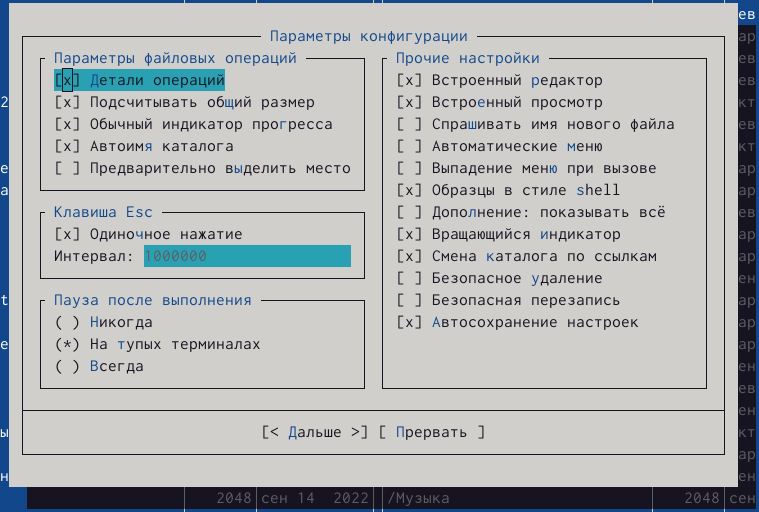 Параметры конфигурации
Параметры файловых операций
[x] Детали операций
[x] Подсчитывать общий размер
[x] Обычный индикатор прогресса
[x] Автоимя каталога
[ ] Предварительно выделить место
Клавиша Esc
[x] Одиночное нажатие
Интервал: 1000000
Пауза после выполнения
( ) Никогда
(*) На тупых терминалах
( ) Всегда
Прочие настройки
[x] Встроенный редактор
[x] Встроенный просмотр
[ ] Спрашивать имя нового файла
[ ] Автоматические меню
[ ] Выпадение меню при вызове
[x] Образцы в стиле shell
[ ] Дополнение: показывать всё
[x] Вращающийся индикатор
[x] Смена каталога по ссылкам
[ ] Безопасное удаление
[ ] Безопасная перезапись
[x] Автосохранение настроек
[< Дальше >] [ Прервать ]
2048 сен 14 2022 /Музыка 2048 сен